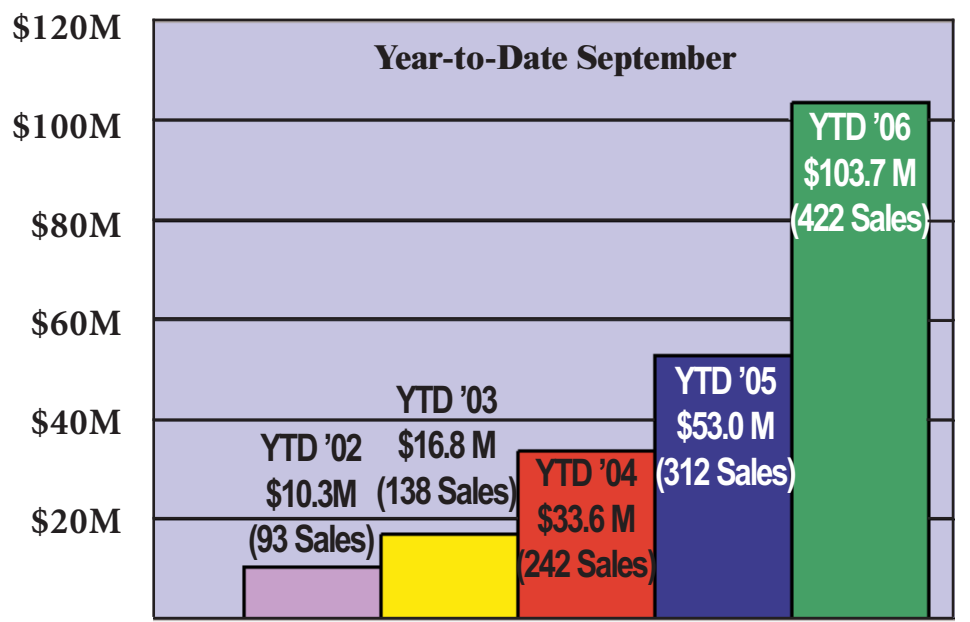 Year-to-Date September
$120M
$100M
$80M
$60M
$40M
$20M
YTD ’02
$10.3M
(93 Sales)
YTD ’03
$16.8 M
(138 Sales)
YTD ’04
$33.6 M
(242 Sales)
YTD ’05
$53.0 M
(312 Sales)
YTD ’06
$103.7 M
(422 Sales)